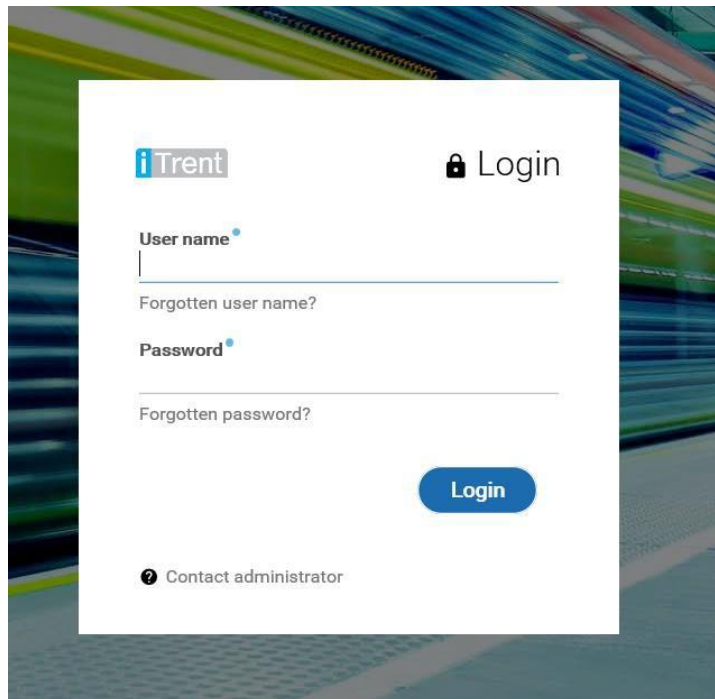 iTrent
Login
User name
Forgotten user name?
Password
Forgotten password?
Login
Contact administrator